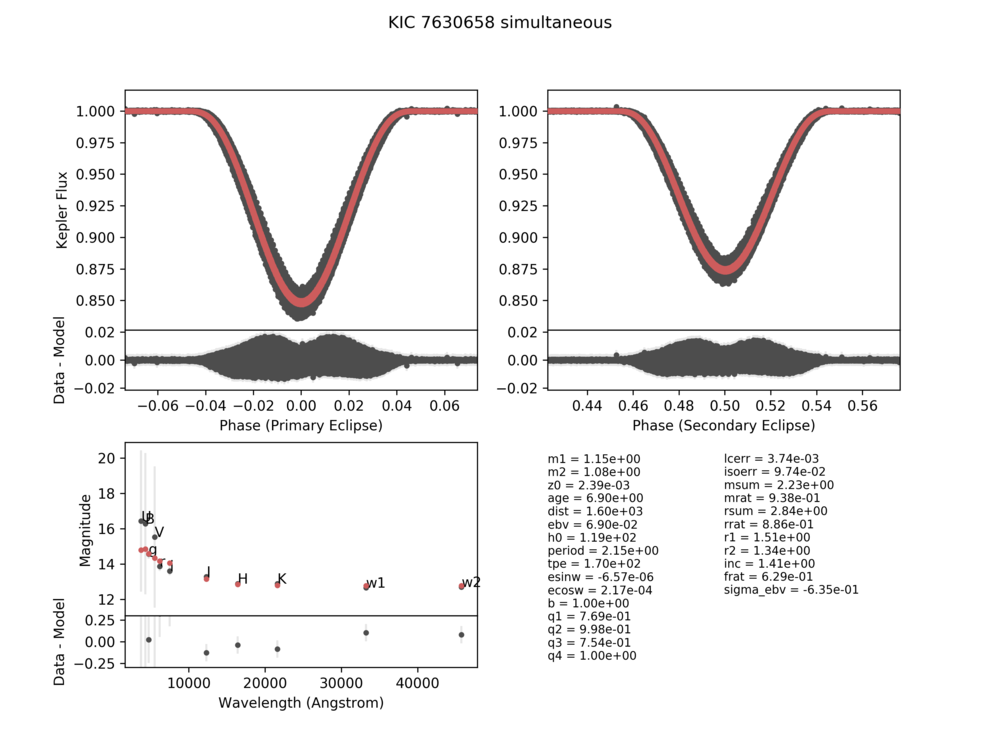 KIC 7630658 simultaneous
1.000
0.975
0.950
0.925
0.900
0.875
0.850
Kepler Flux
0.02
0.00
−0.02
Data - Model
−0.06 −0.04 −0.02 0.00 0.02 0.04 0.06
Phase (Primary Eclipse)
1.000
0.975
0.950
0.925
0.900
0.875
0.850
0.02
0.00
−0.02
0.44 0.46 0.48 0.50 0.52 0.54 0.56
Phase (Secondary Eclipse)
20
18
16
14
12
Magnitude
B
V
g
J
H
K
w1
w2
0.25
0.00
−0.25
Data - Model
10000 20000 30000 40000
Wavelength (Angstrom)
m1 = 1.15e+00
m2 = 1.08e+00
z0 = 2.39e-03
age = 6.90e+00
dist = 1.60e+03
ebv = 6.90e-02
h0 = 1.19e+02
period = 2.15e+00
tpe = 1.70e+02
esinw = -6.57e-06
ecosw = 2.17e-04
b = 1.00e+00
q1 = 7.69e-01
q2 = 9.98e-01
q3 = 7.54e-01
q4 = 1.00e+00
lcerr = 3.74e-03
isoerr = 9.74e-02
msum = 2.23e+00
mrat = 9.38e-01
rsum = 2.84e+00
rrat = 8.86e-01
r1 = 1.51e+00
r2 = 1.34e+00
inc = 1.41e+00
frat = 6.29e-01
sigma_ebv = -6.35e-01